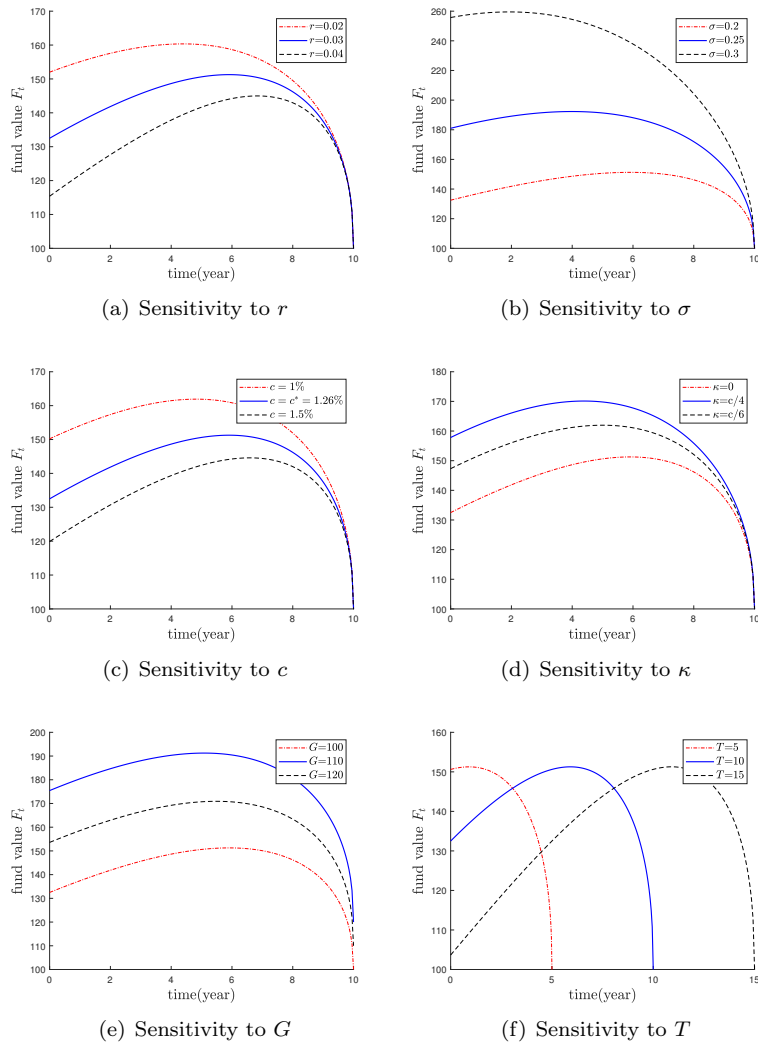 170
160
150
140
130
120
110
100
fund value F_t
0 2 4 6 8 10
time(year)
r=0.02
r=0.03
r=0.04
(a) Sensitivity to r
260
240
220
200
180
160
140
120
100
fund value F_t
0 2 4 6 8 10
time(year)
σ=0.2
σ=0.25
σ=0.3
(b) Sensitivity to σ
170
160
150
140
130
120
110
100
fund value F_t
0 2 4 6 8 10
time(year)
c = 1%
c = c* = 1.26%
c = 1.5%
(c) Sensitivity to c
180
170
160
150
140
130
120
110
100
fund value F_t
0 2 4 6 8 10
time(year)
κ=0
κ=c/4
κ=c/6
(d) Sensitivity to κ
200
190
180
170
160
150
140
130
120
110
100
fund value F_t
0 2 4 6 8 10
time(year)
G=100
G=110
G=120
(e) Sensitivity to G
160
150
140
130
120
110
100
fund value F_t
0 5 10 15
time(year)
T=5
T=10
T=15
(f) Sensitivity to T